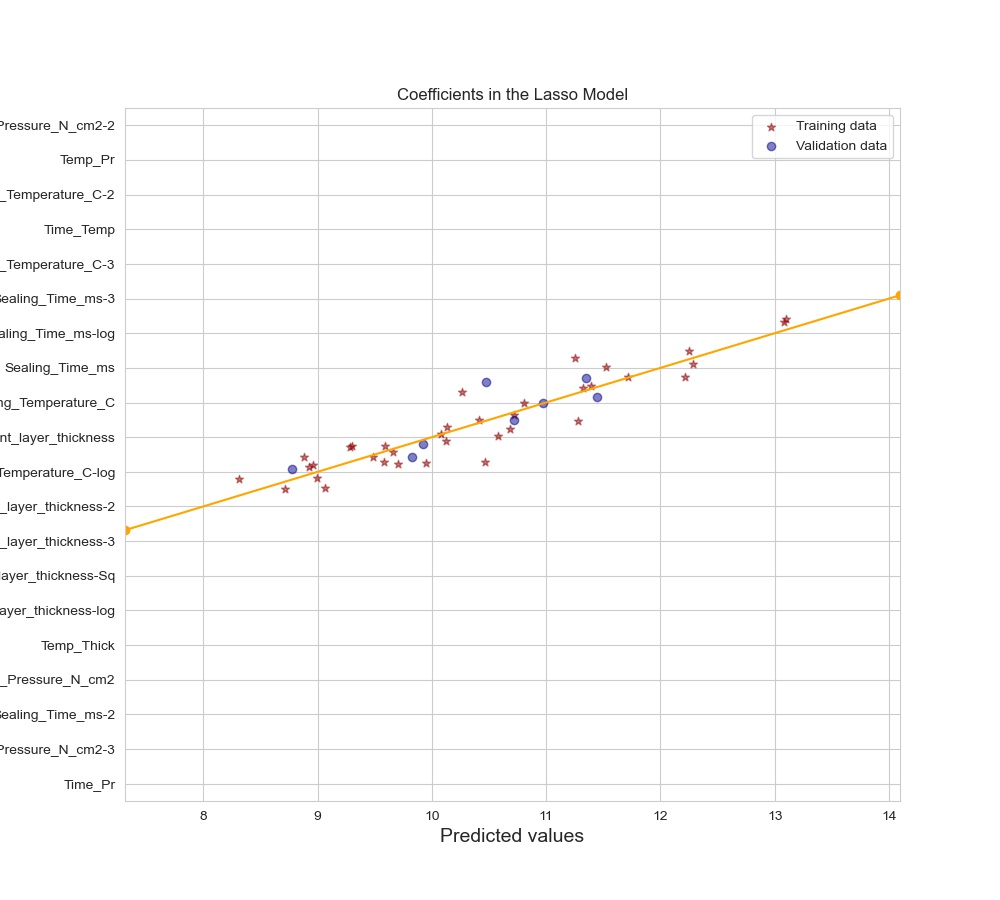 Coefficients in the Lasso Model
Training data
Validation data
Pressure_N_cm2-2
Temp_Pr
_Temperature_C-2
Time_Temp
_Temperature_C-3
Sealing_Time_ms-3
aling_Time_ms-log
Sealing_Time_ms
ng_Temperature_C
nt_layer_thickness
Temperature_C-log
_layer_thickness-2
_layer_thickness-3
layer_thickness-Sq
ayer_thickness-log
Temp_Thick
_Pressure_N_cm2
Sealing_Time_ms-2
Pressure_N_cm2-3
Time_Pr
8 9 10 11 12 13 14
Predicted values